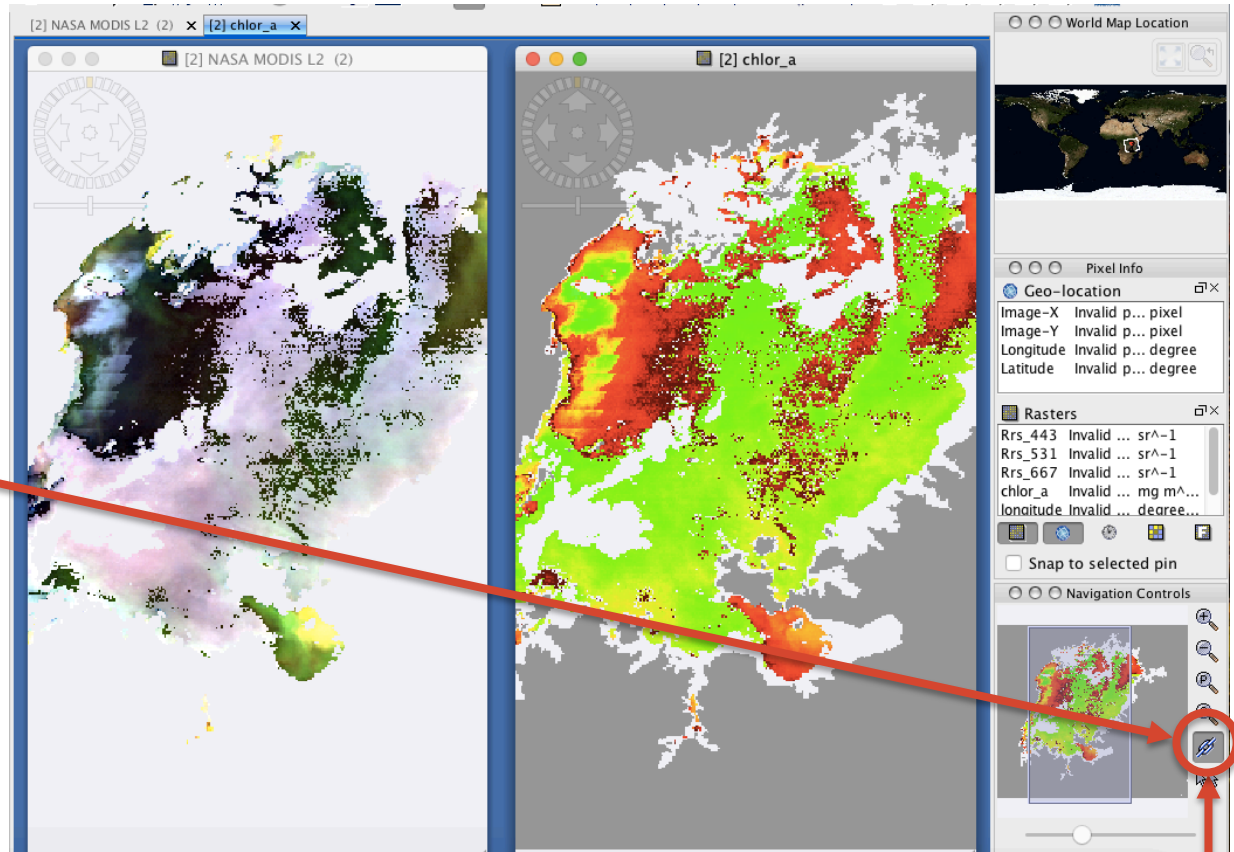 [2] NASA MODIS L2 (2)
[2] chlor_a
[2] NASA MODIS L2 (2)
[2] chlor_a
World Map Location
Pixel Info
Geo-location
Image-X Invalid p... pixel
Image-Y Invalid p... pixel
Longitude Invalid p... degree
Latitude Invalid p... degree
Rasters
Rrs_443 Invalid ... sr^-1
Rrs_531 Invalid ... sr^-1
Rrs_667 Invalid ... sr^-1
chlor_a Invalid ... mg m^...
longitude Invalid ... degree...
F
Snap to selected pin
Navigation Controls
P